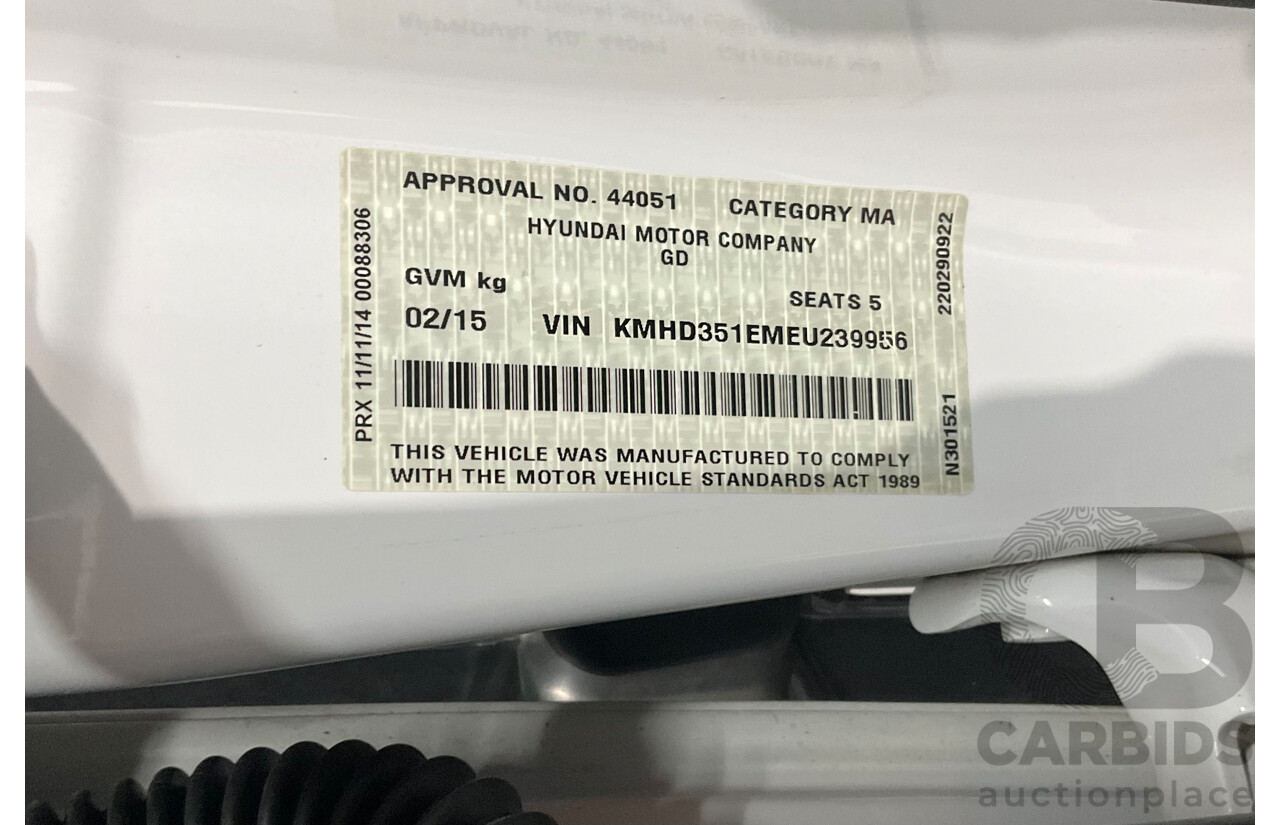 APPROVAL NO. 44051 CATEGORY MA
HYUNDAI MOTOR COMPANY
GD
GVM kg
SEATS 5
02/15 VIN KMHD351EMEU239956
THIS VEHICLE WAS MANUFACTURED TO COMPLY
WITH THE MOTOR VEHICLE STANDARDS ACT 1989
PRX 11/11/14 00088306
220290922
N301521
CARBIDS
auctionplace